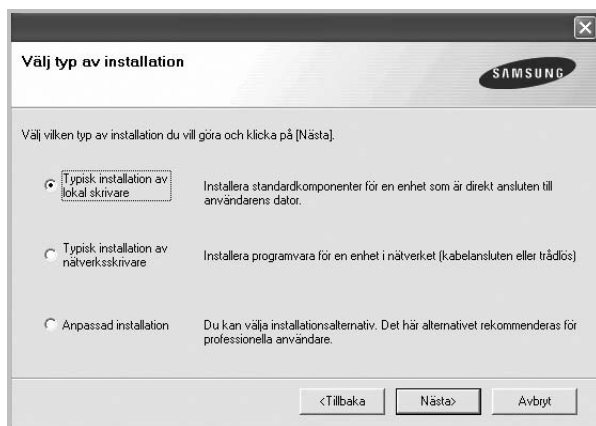 Välj typ av installation
SAMSUNG
Välj vilken typ av installation du vill göra och klicka på [Nästa].
Typisk installation av
lokal skrivare
Installera standardkomponenter för en enhet som är direkt ansluten till
användarens dator.
Typisk installation av
nätverksskrivare
Installera programvara för en enhet i nätverket (kabelansluten eller trådlös)
Anpassad installation
Du kan välja installationsalternativ. Det här alternativet rekommenderas för
professionella användare.
<Tillbaka
Nästa>
Avbryt